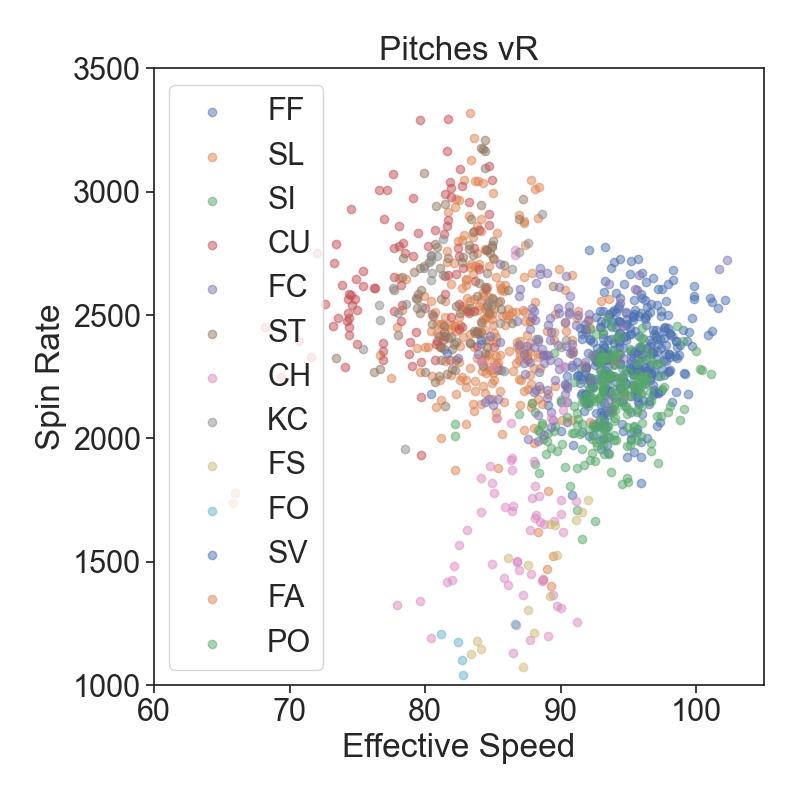 Pitches vR
3500
3000
2500
2000
1500
1000
Spin Rate
FF
SL
SI
CU
FC
ST
CH
KC
FS
FO
SV
FA
PO
60 70 80 90 100
Effective Speed